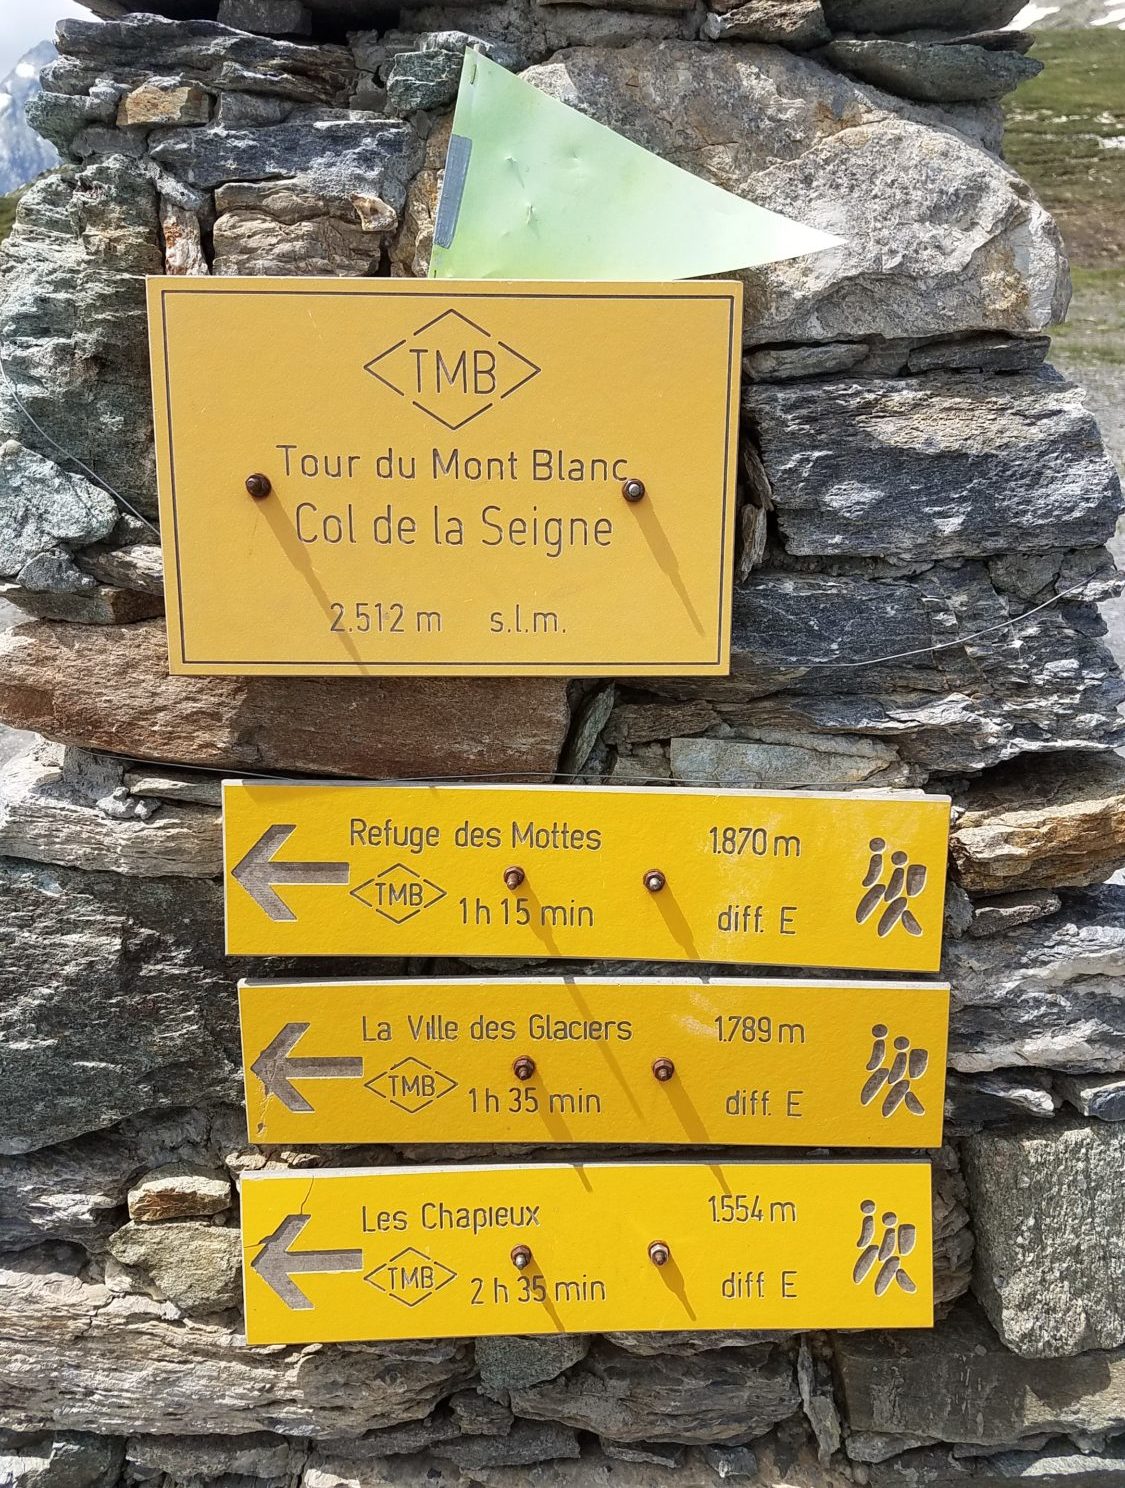 TMB
Tour du Mont Blanc
Col de la Seigne
2.512 m s.l.m.
Refuge des Mottes 1.870 m
TMB 1 h 15 min diff. E
La Ville des Glaciers 1.789 m
TMB 1 h 35 min diff. E
Les Chapieux 1.554 m
TMB 2 h 35 min diff. E